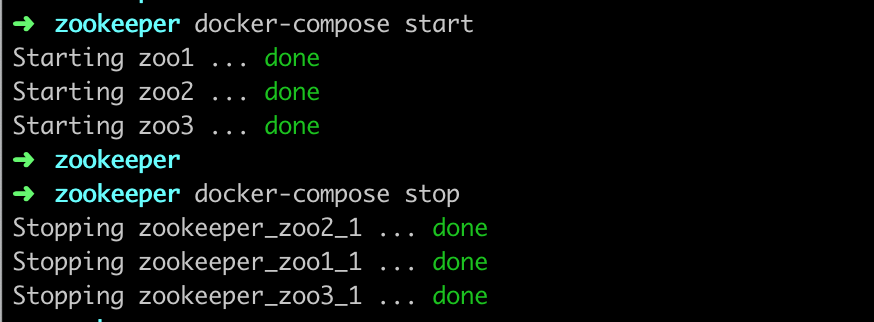 ➜ zookeeper docker-compose start
Starting zoo1 ... done
Starting zoo2 ... done
Starting zoo3 ... done
➜ zookeeper
➜ zookeeper docker-compose stop
Stopping zookeeper_zoo2_1 ... done
Stopping zookeeper_zoo1_1 ... done
Stopping zookeeper_zoo3_1 ... done